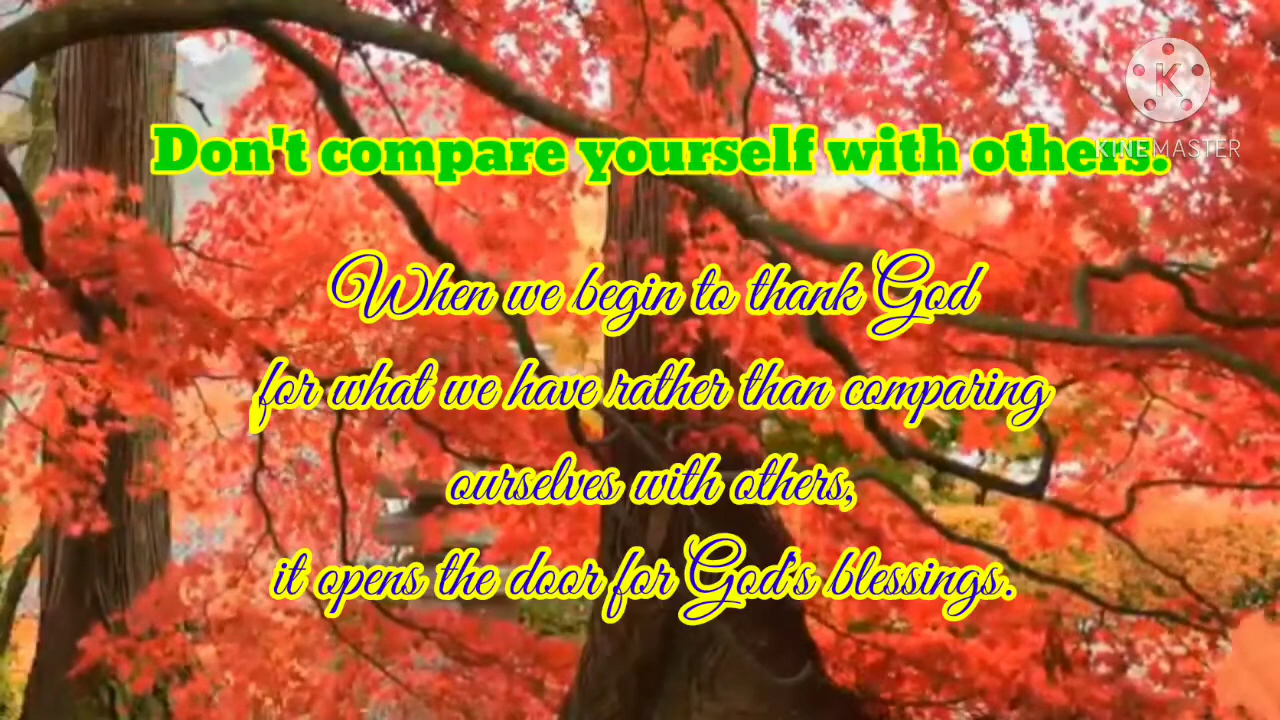 Don't compare yourself with others.
K
KINEMASTER
When we begin to thank God
for what we have rather than comparing
ourselves with others,
it opens the door for God's blessings.